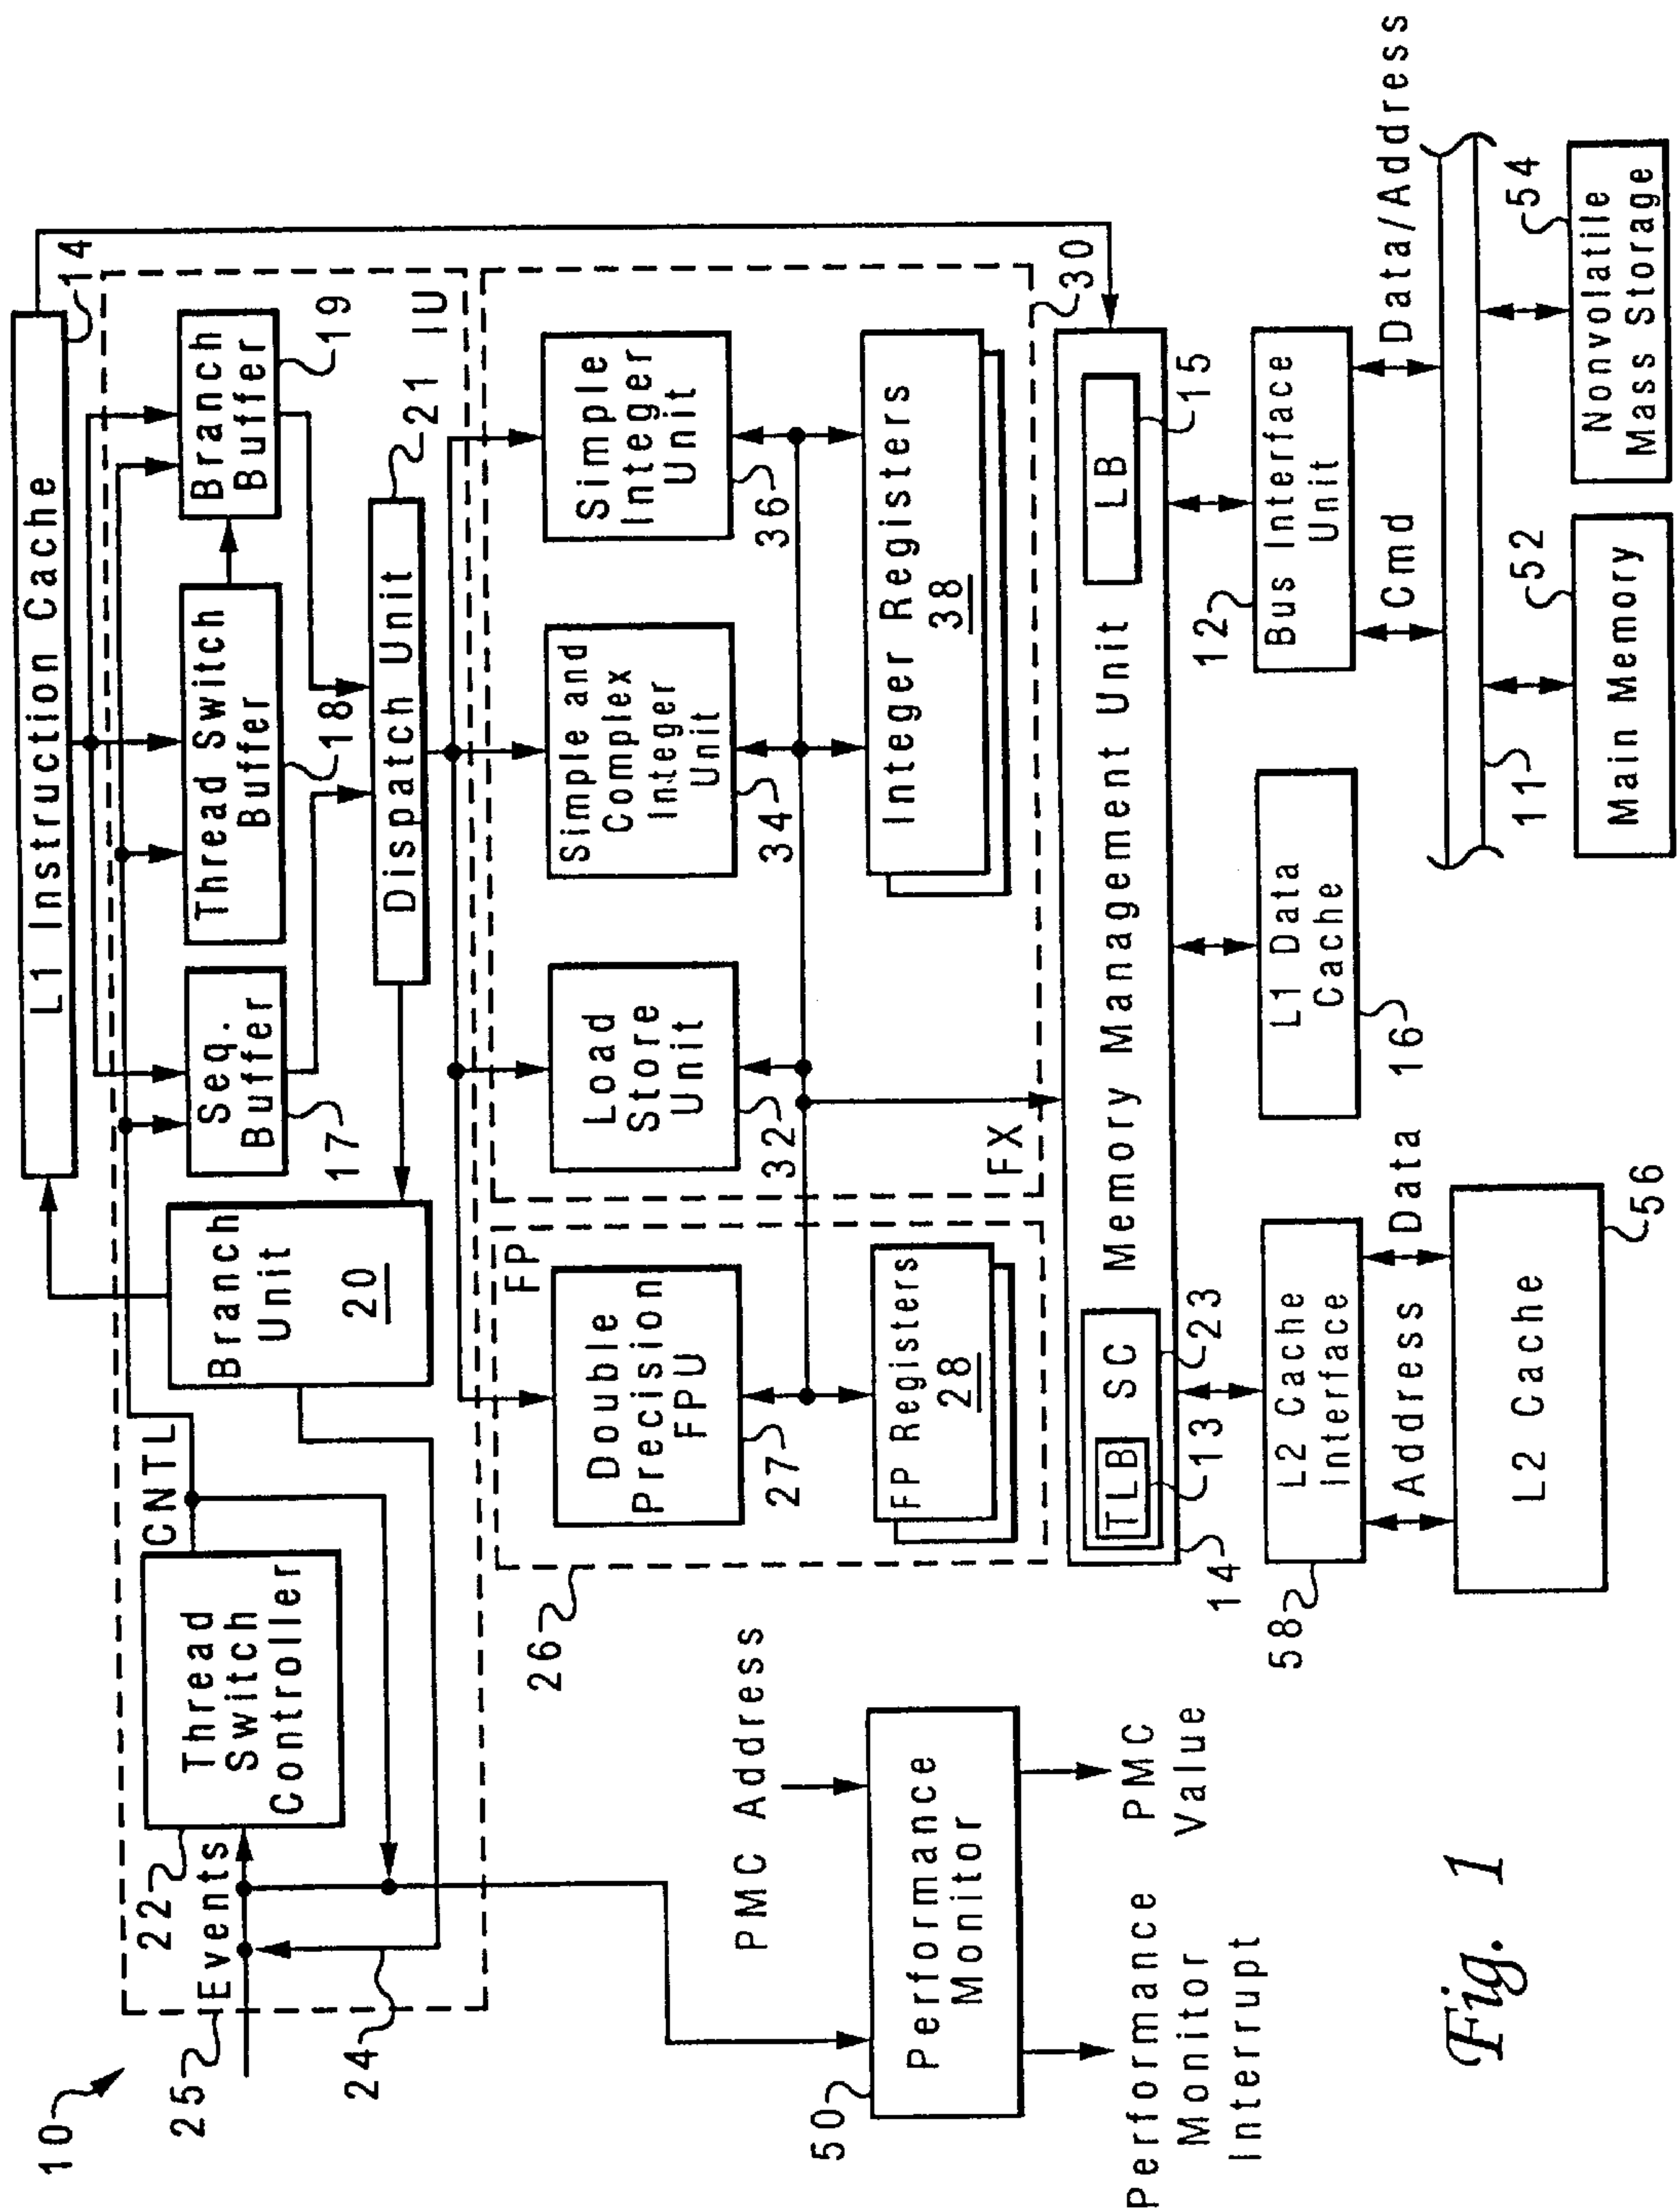 10
25
Events
22
Thread
Switch
Controller
CNTL
24
Branch
Unit
20
L1 Instruction Cache
14
Seq.
Buffer
17
Thread Switch
Buffer
18
Branch
Buffer
19
Dispatch Unit
21
IU
FP
26
Double
Precision
FPU
27
FP Registers
28
FX
Load
Store
Unit
32
Simple and
Complex
Integer
Unit
34
Simple
Integer
Unit
36
Integer Registers
38
30
PMC Address
50
Performance
Monitor
Performance
Monitor
Interrupt
PMC
Value
14
TLB
SC
13
23
Memory Management Unit
LB
15
58
L2 Cache
Interface
Address
Data
L2 Cache
56
L1 Data
Cache
16
12
Bus Interface
Unit
Cmd
Data/Address
11
Main Memory
52
Nonvolatile
Mass Storage
54
Fig. 1